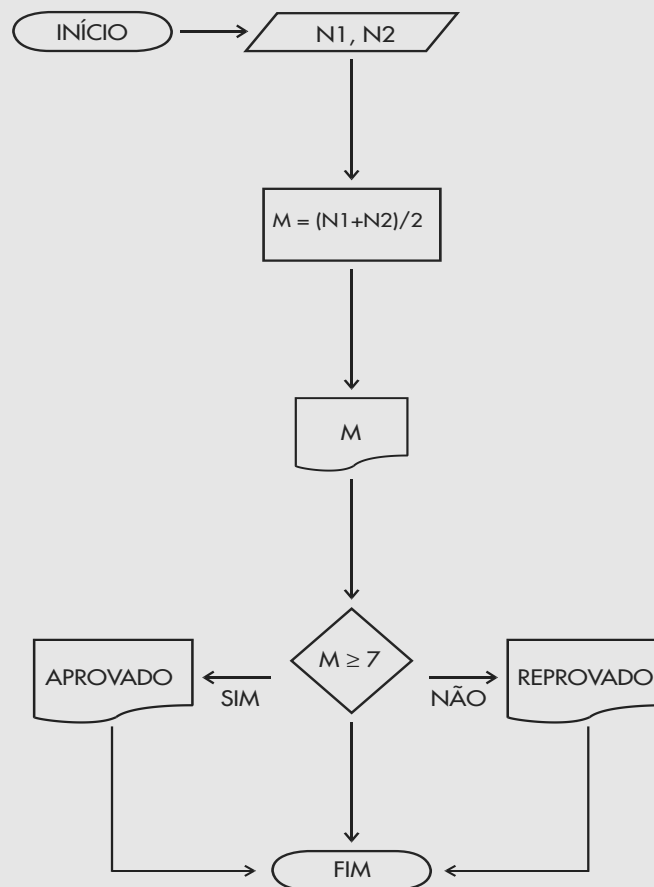 INÍCIO
N1, N2
M = (N1+N2)/2
M
M ≥ 7
APROVADO
SIM
NÃO
REPROVADO
FIM